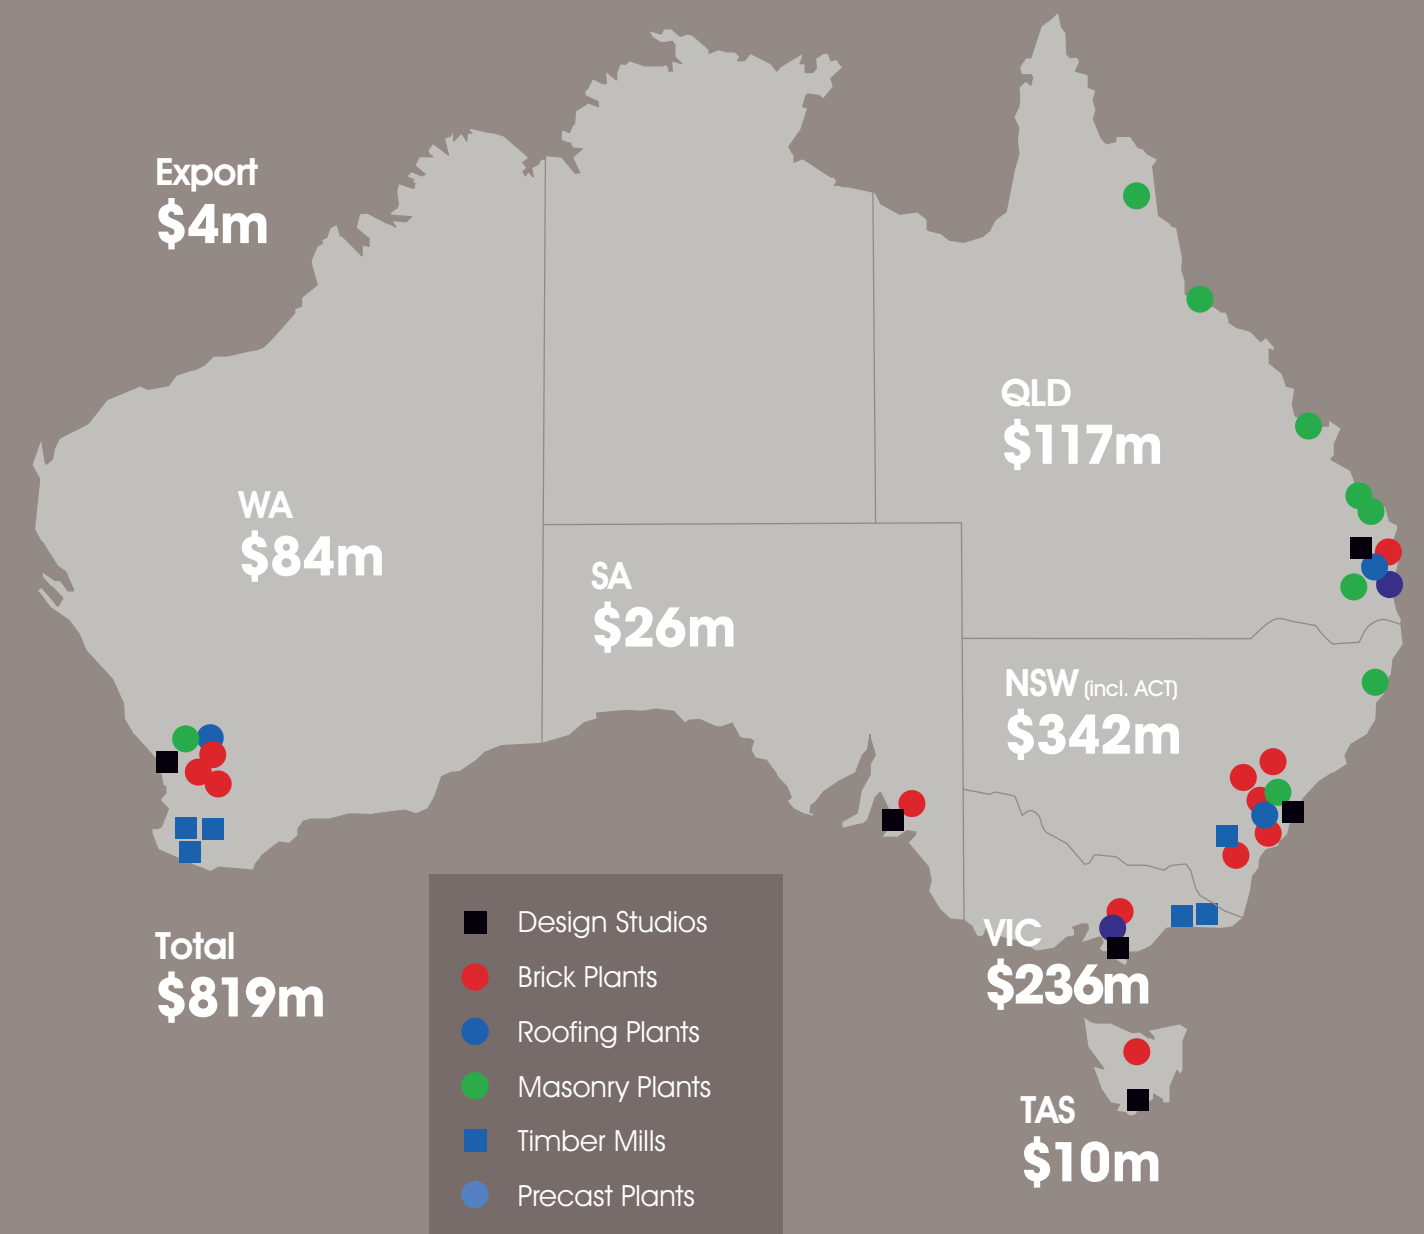 Export
$4m
QLD
$117m
WA
$84m
SA
$26m
NSW (incl. ACT)
$342m
VIC
$236m
Total
$819m
TAS
$10m
Design Studios
Brick Plants
Roofing Plants
Masonry Plants
Timber Mills
Precast Plants